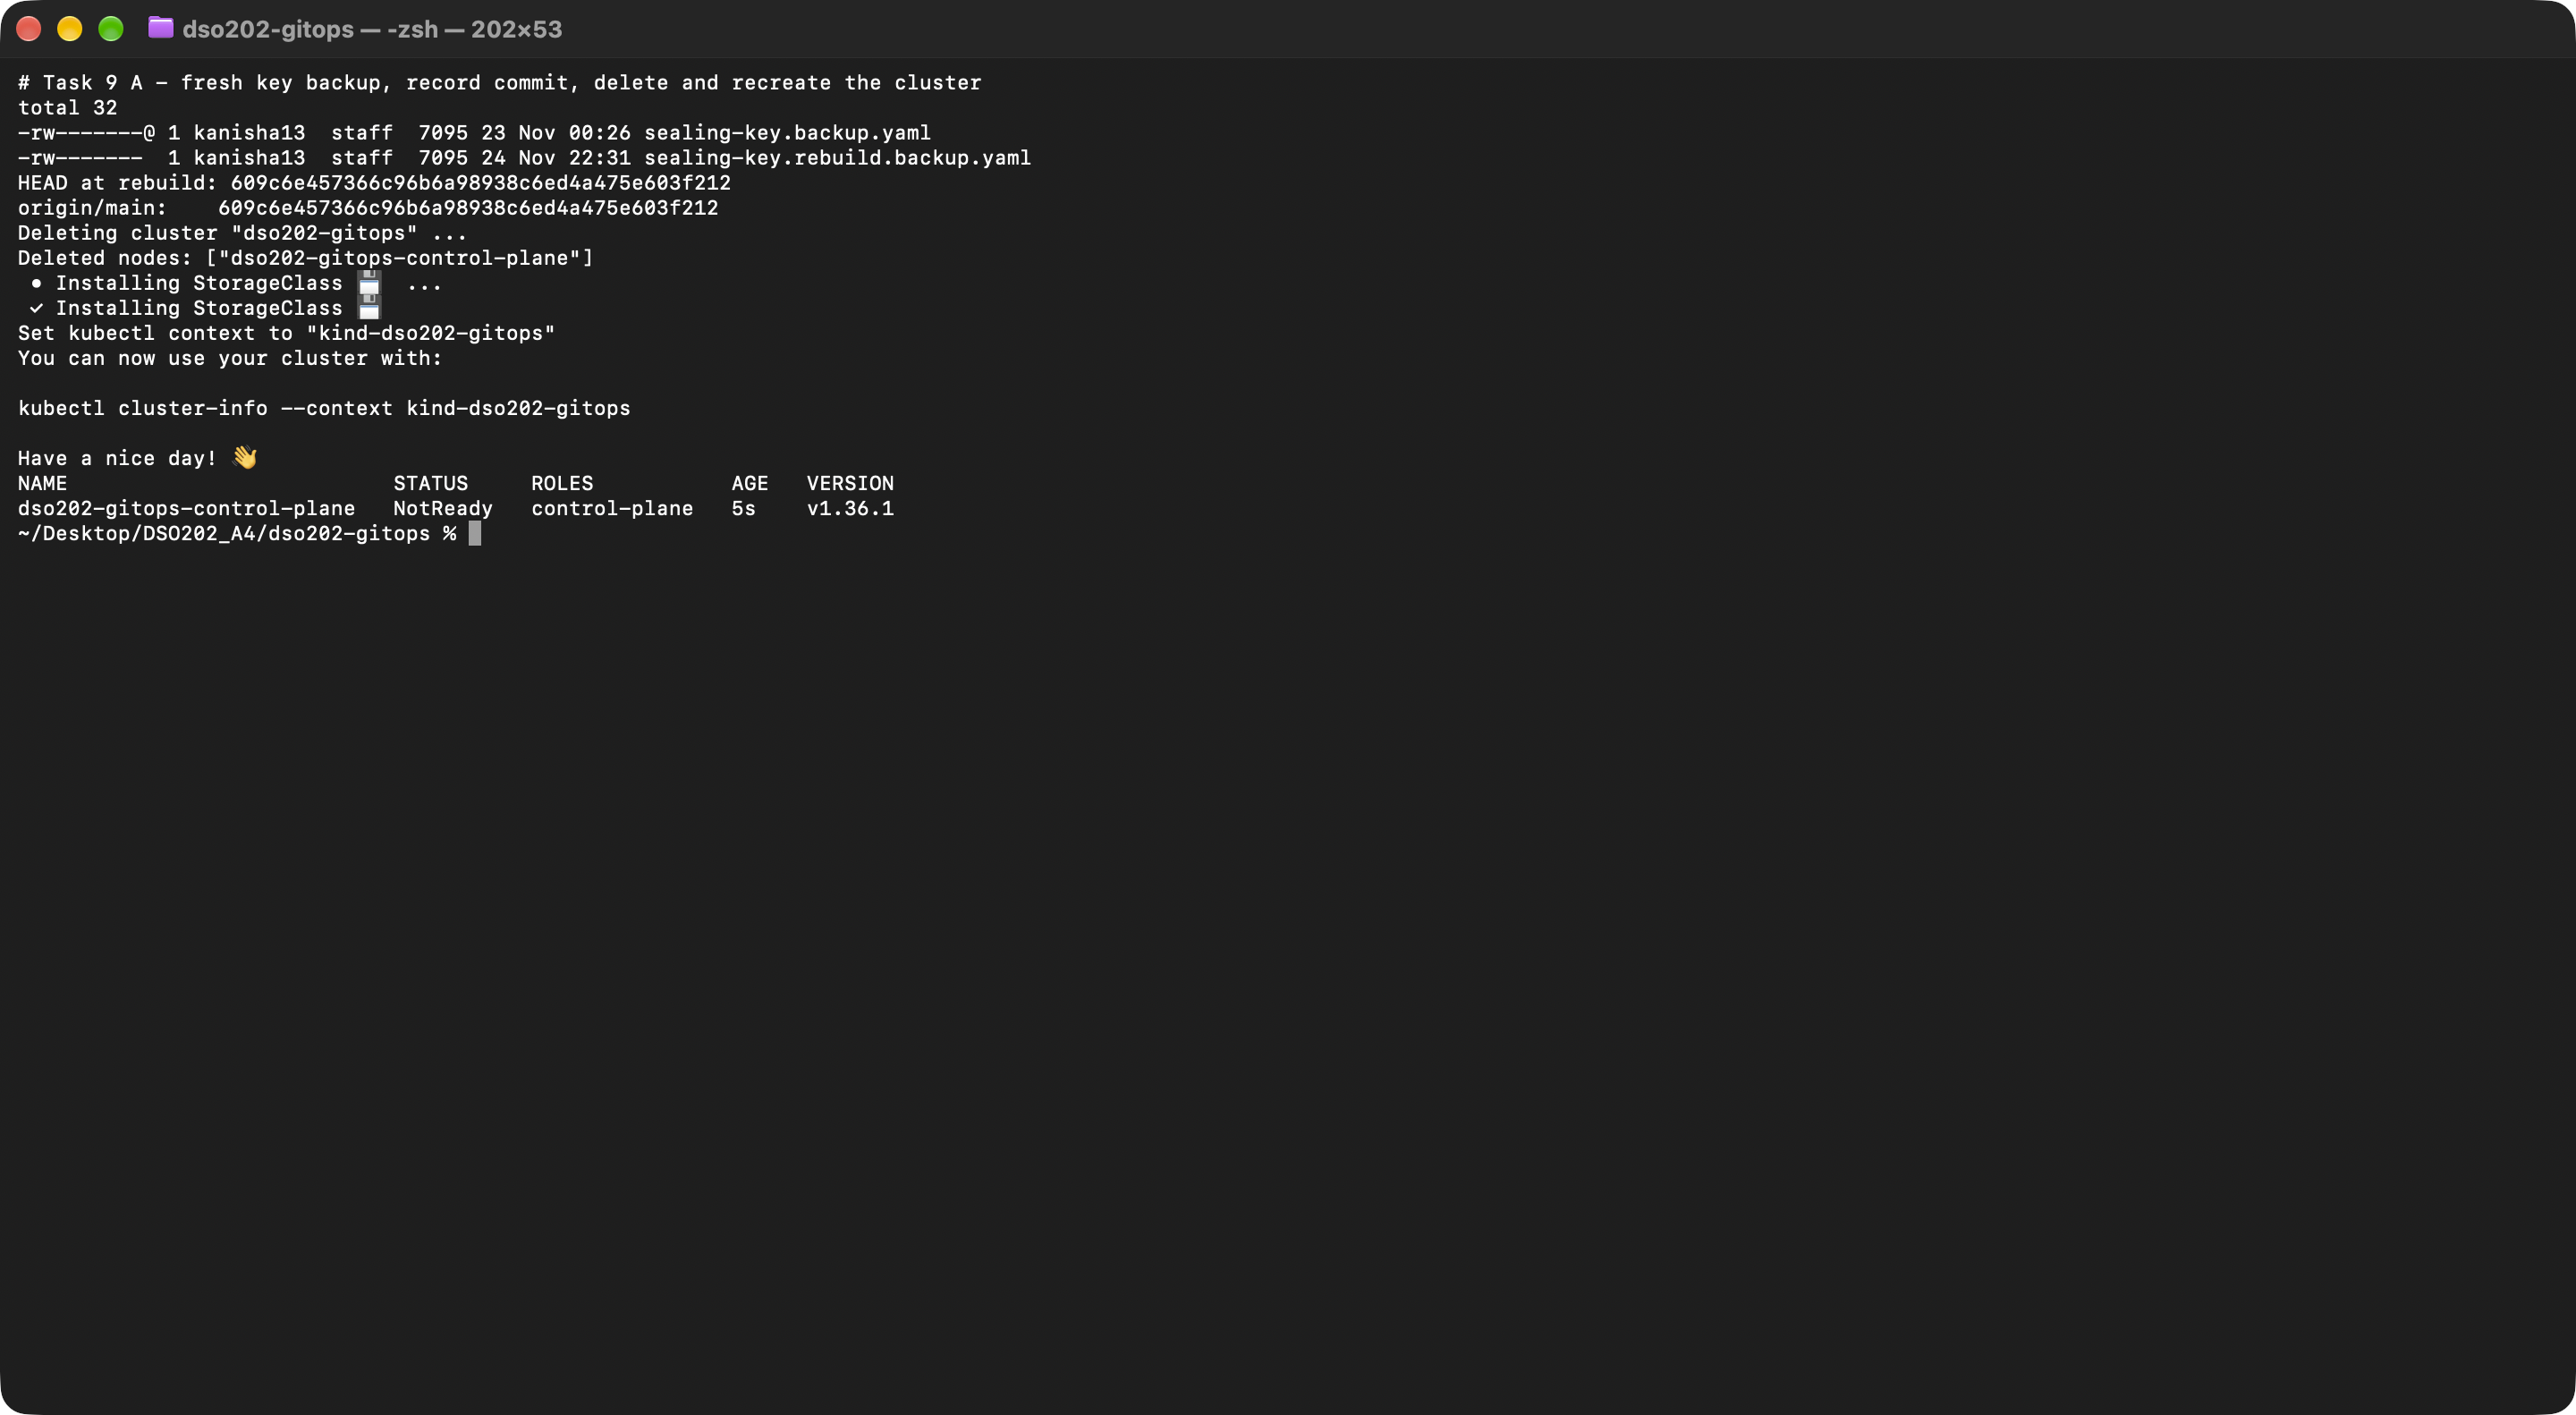 dso202-gitops — -zsh — 202×53
# Task 9 A — fresh key backup, record commit, delete and recreate the cluster
total 32
-rw-------@ 1 kanisha13  staff  7095 23 Nov 00:26 sealing-key.backup.yaml
-rw-------  1 kanisha13  staff  7095 24 Nov 22:31 sealing-key.rebuild.backup.yaml
HEAD at rebuild: 609c6e457366c96b6a98938c6ed4a475e603f212
origin/main:    609c6e457366c96b6a98938c6ed4a475e603f212
Deleting cluster "dso202-gitops" ...
Deleted nodes: ["dso202-gitops-control-plane"]
 • Installing StorageClass 💾  ...
 ✓ Installing StorageClass 💾
Set kubectl context to "kind-dso202-gitops"
You can now use your cluster with:
kubectl cluster-info --context kind-dso202-gitops
Have a nice day! 👋
NAME                          STATUS     ROLES           AGE   VERSION
dso202-gitops-control-plane   NotReady   control-plane   5s    v1.36.1
~/Desktop/DSO202_A4/dso202-gitops %